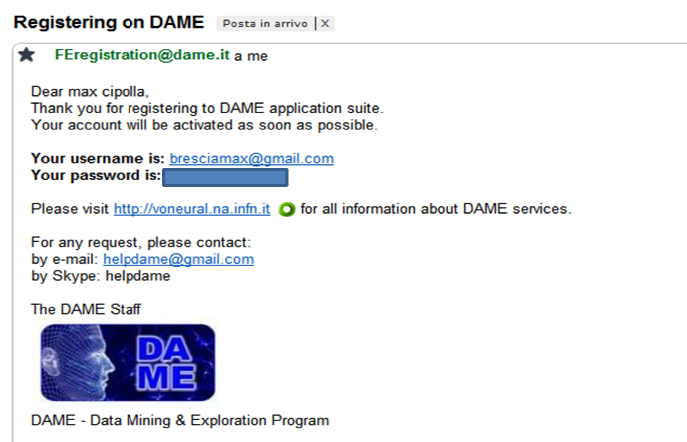 Registering on DAME Posta in arrivo | X
FEregistration@dame.it a me
Dear max cipolla,
Thank you for registering to DAME application suite.
Your account will be activated as soon as possible.
Your username is: bresciamax@gmail.com
Your password is:
Please visit http://voneural.na.infn.it for all information about DAME services.
For any request, please contact:
by e-mail: helpdame@gmail.com
by Skype: helpdame
The DAME Staff
DA
ME
DAME - Data Mining & Exploration Program